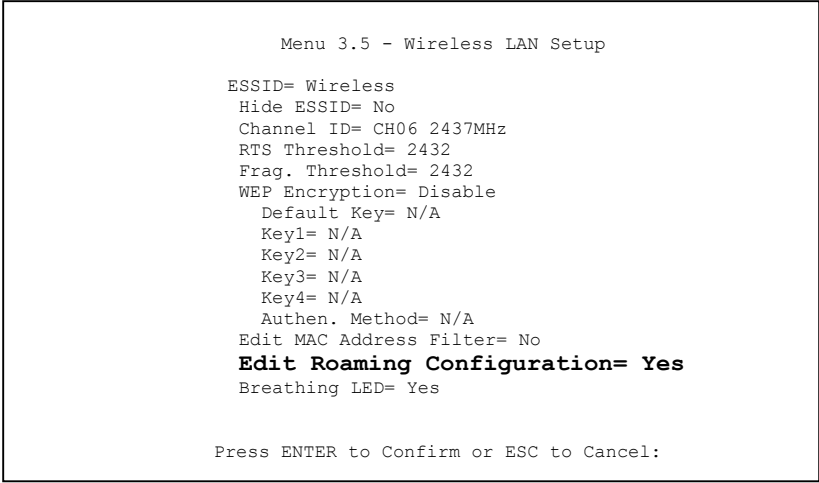 Menu 3.5 - Wireless LAN Setup
ESSID= Wireless
Hide ESSID= No
Channel ID= CH06 2437MHz
RTS Threshold= 2432
Frag. Threshold= 2432
WEP Encryption= Disable
Default Key= N/A
Key1= N/A
Key2= N/A
Key3= N/A
Key4= N/A
Authen. Method= N/A
Edit MAC Address Filter= No
Edit Roaming Configuration= Yes
Breathing LED= Yes
Press ENTER to Confirm or ESC to Cancel: